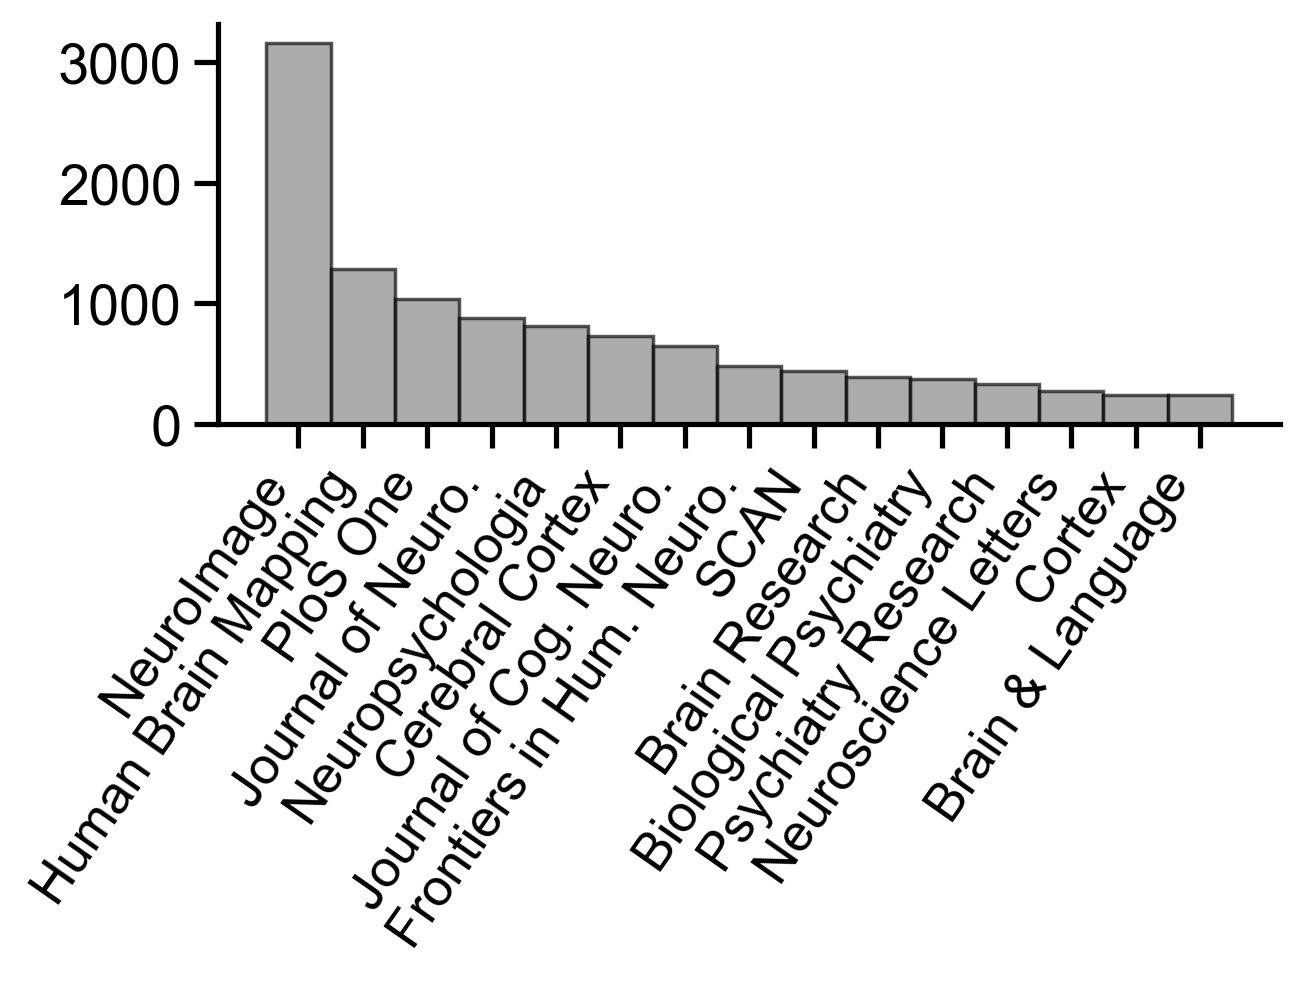 3000
2000
1000
0
NeuroImage
Human Brain Mapping
PloS One
Journal of Neuro.
Neuropsychologia
Cerebral Cortex
Journal of Cog. Neuro.
Frontiers in Hum. Neuro.
SCAN
Brain Research
Biological Psychiatry
Psychiatry Research
Neuroscience Letters
Cortex
Brain & Language